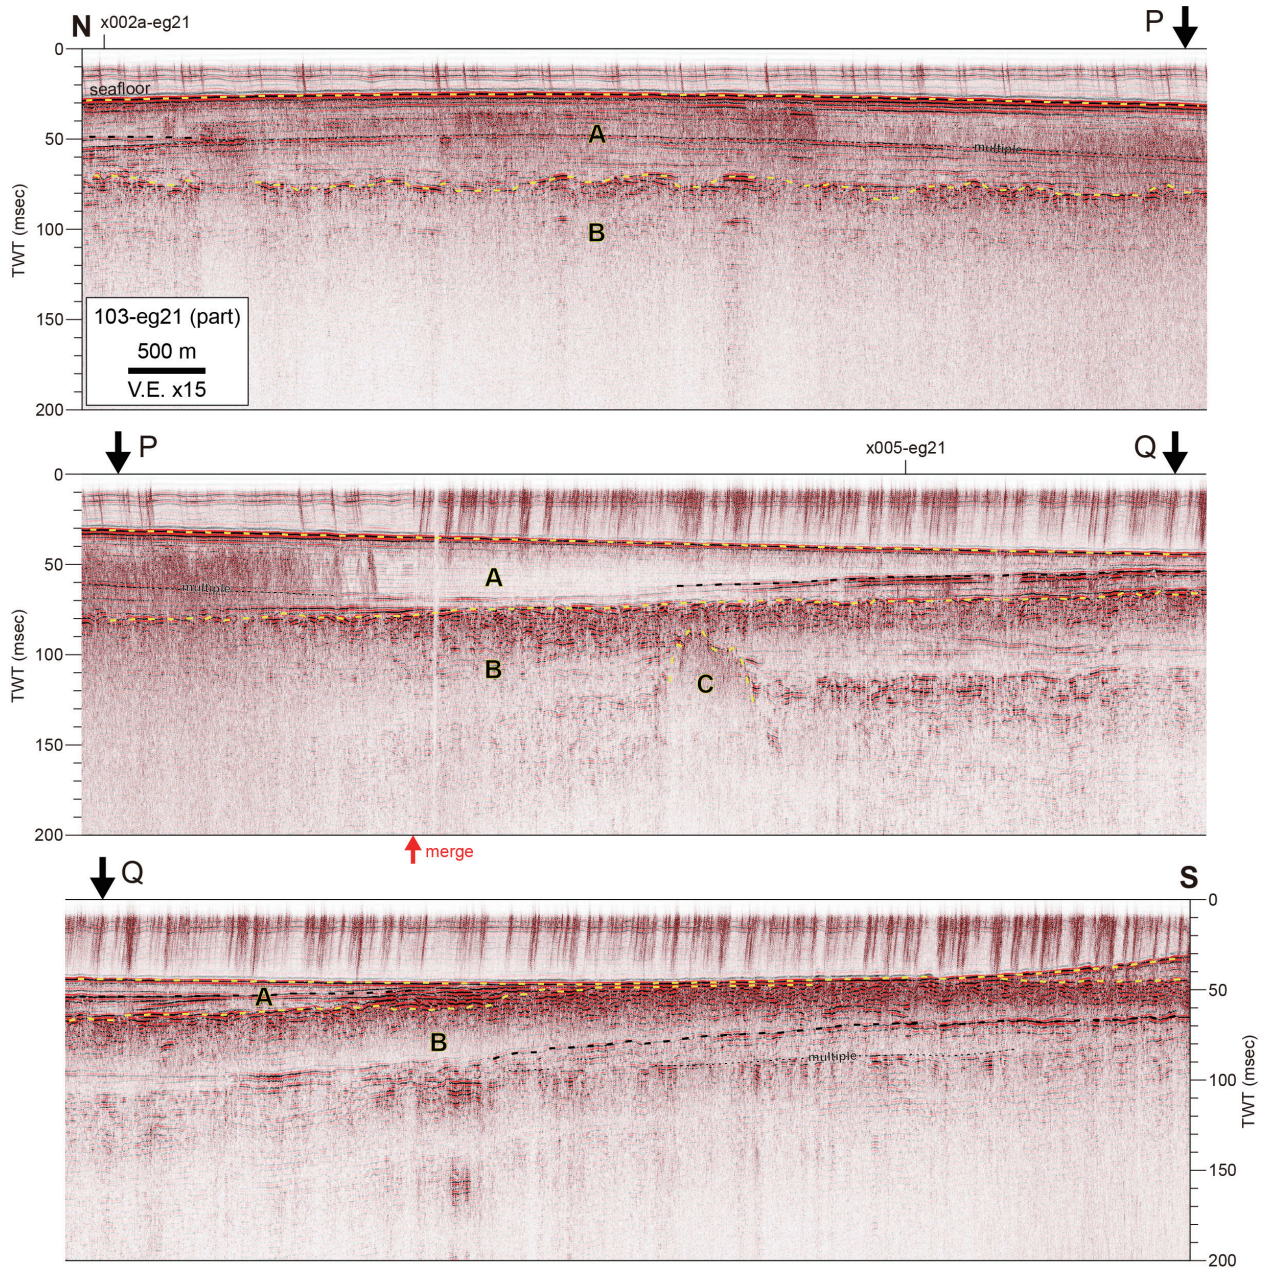 N x002a-eg21 P
0
seafloor
A
50
multiple
TWT (msec)
B
100
150
200
103-eg21 (part)
500 m
V.E. x15
P x005-eg21 Q
0
50
A
multiple
TWT (msec)
100
B
C
150
200
merge
Q S
0
A
50
B
multiple
100
TWT (msec)
150
200